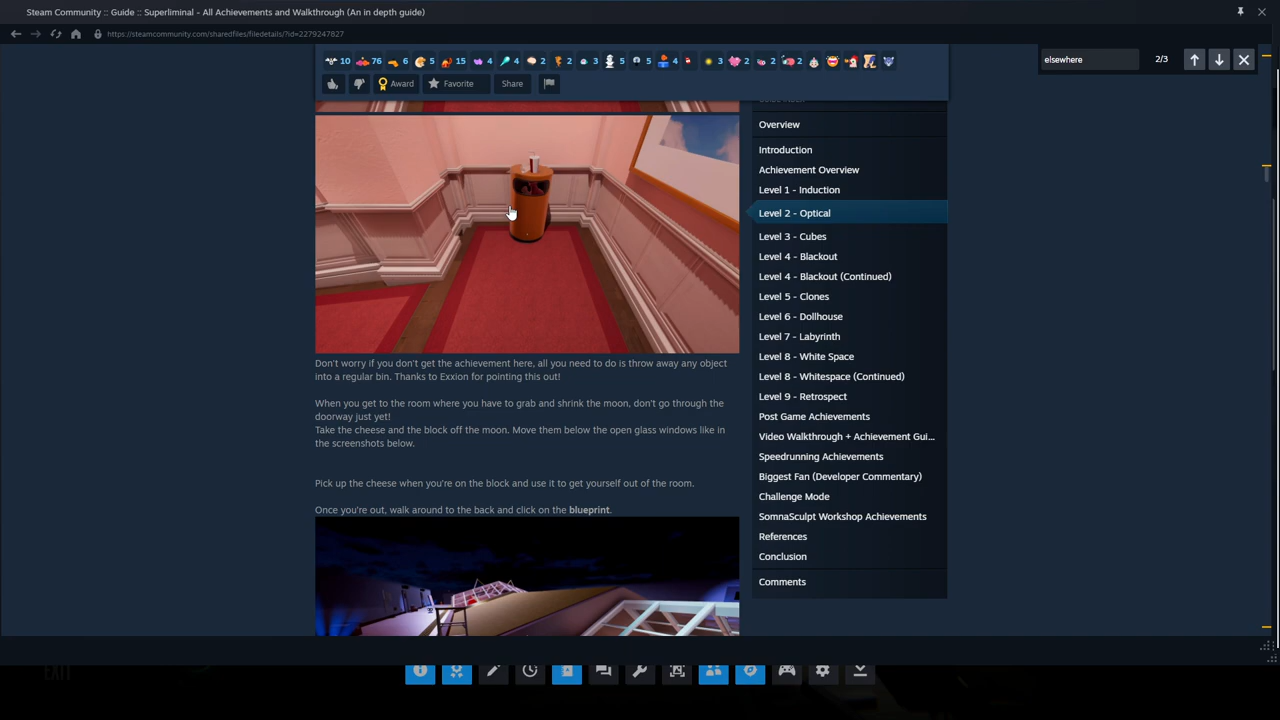 Steam Community :: Guide :: Superliminal - All Achievements and Walkthrough (An in depth guide)
https://steamcommunity.com/sharedfiles/filedetails/?id=2279247827
10 76 6 5 15 4 4 2 2 3 5 5 4 3 2 2 2
elsewhere 2/3
Award Favorite Share
Overview
Introduction
Achievement Overview
Level 1 - Induction
Level 2 - Optical
Level 3 - Cubes
Level 4 - Blackout
Level 4 - Blackout (Continued)
Level 5 - Clones
Level 6 - Dollhouse
Level 7 - Labyrinth
Level 8 - White Space
Level 8 - Whitespace (Continued)
Level 9 - Retrospect
Post Game Achievements
Video Walkthrough + Achievement Gui...
Speedrunning Achievements
Biggest Fan (Developer Commentary)
Challenge Mode
SomnaSculpt Workshop Achievements
References
Conclusion
Comments
Don't worry if you don't get the achievement here, all you need to do is throw away any object
into a regular bin. Thanks to Exxion for pointing this out!
When you get to the room where you have to grab and shrink the moon, don't go through the
doorway just yet!
Take the cheese and the block off the moon. Move them below the open glass windows like in
the screenshots below.
Pick up the cheese when you're on the block and use it to get yourself out of the room.
Once you're out, walk around to the back and click on the blueprint.
EXIT